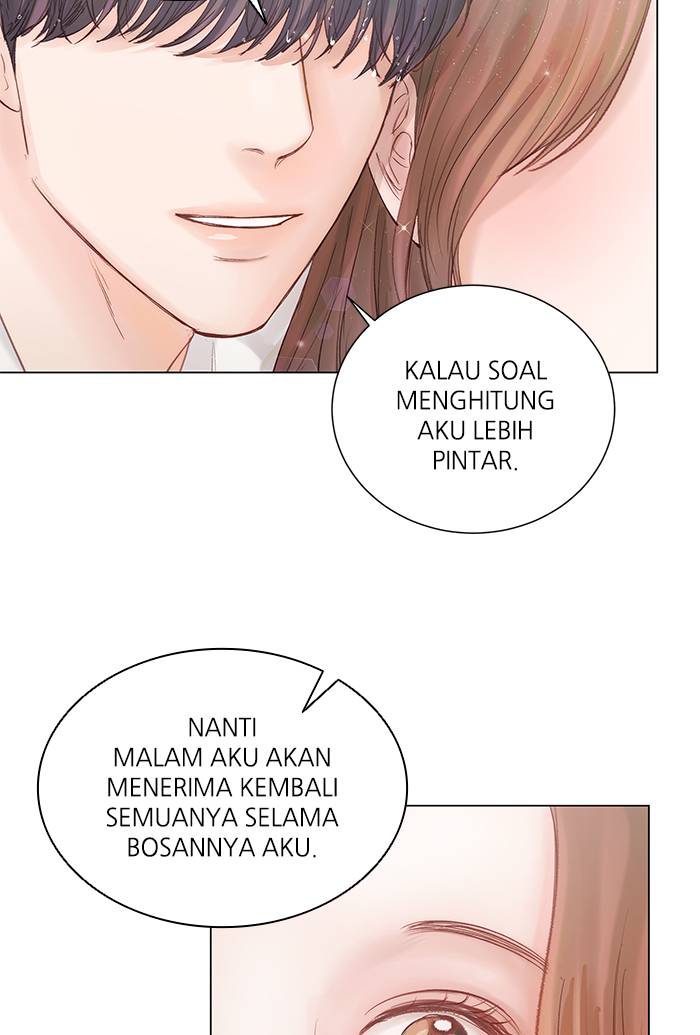 KALAU SOAL
MENGHITUNG
AKU LEBIH
PINTAR.
NANTI
MALAM AKU AKAN
MENERIMA KEMBALI
SEMUANYA SELAMA
BOSANNYA AKU.